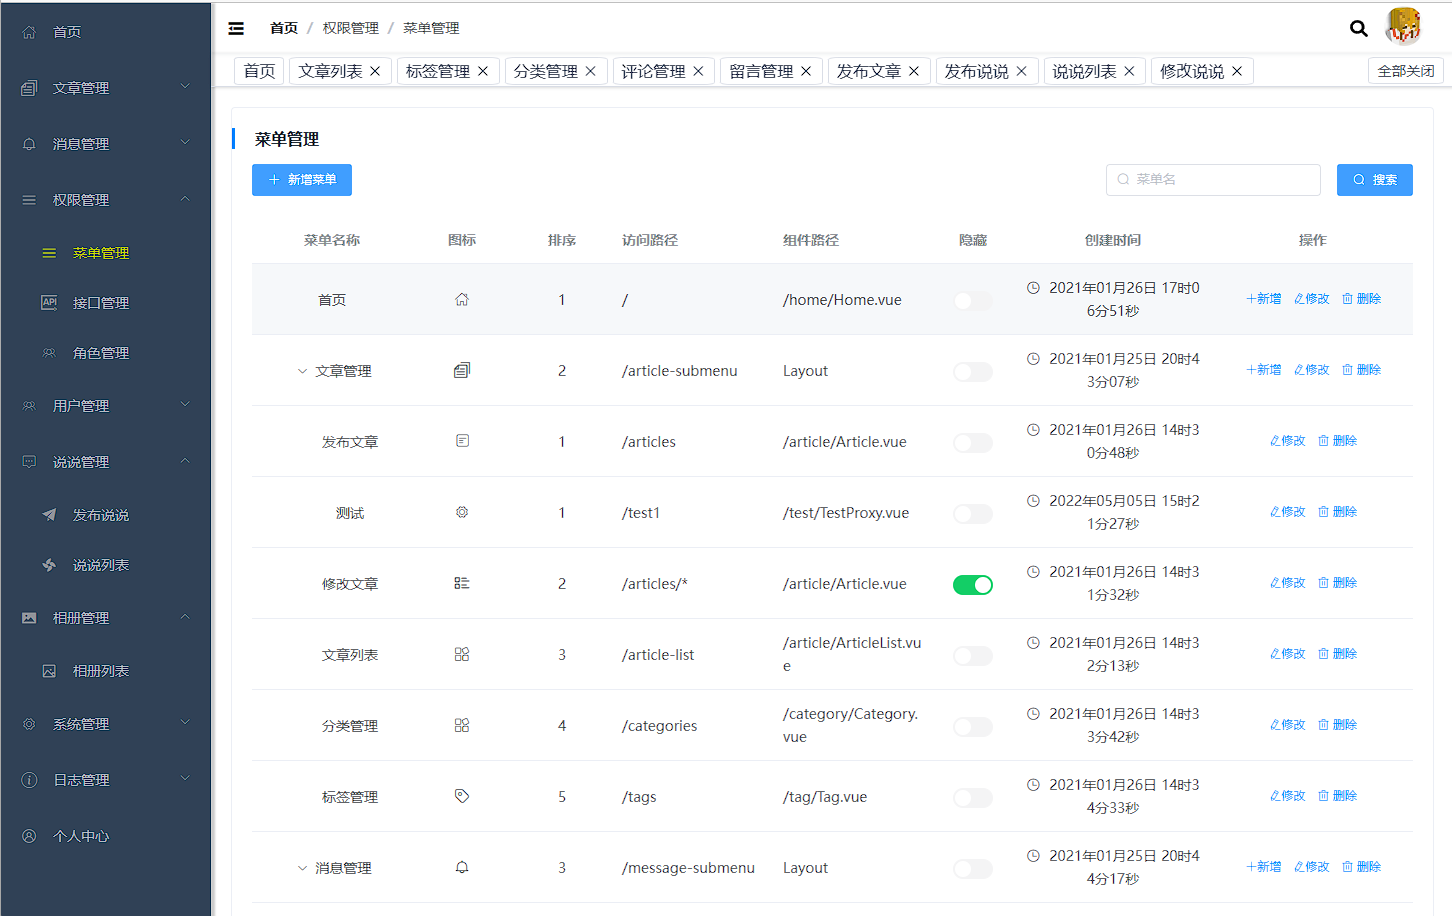 首页
文章管理
消息管理
权限管理
菜单管理
API
接口管理
角色管理
用户管理
说说管理
发布说说
说说列表
相册管理
相册列表
系统管理
日志管理
个人中心
首页 / 权限管理 / 菜单管理
首页 文章列表 标签管理 分类管理 评论管理 留言管理 发布文章 发布说说 说说列表 修改说说 全部关闭
菜单管理
新增菜单 菜单名 搜索
菜单名称 图标 排序 访问路径 组件路径 隐藏 创建时间 操作
首页 1 / /home/Home.vue 2021年01月26日 17时0
6分51秒
+新增 修改 删除
文章管理 2 /article-submenu Layout 2021年01月25日 20时4
3分07秒
+新增 修改 删除
发布文章 1 /articles /article/Article.vue 2021年01月26日 14时3
0分48秒
修改 删除
测试 1 /test1 /test/TestProxy.vue 2022年05月05日 15时2
1分27秒
修改 删除
修改文章 2 /articles/* /article/Article.vue 2021年01月26日 14时3
1分32秒
修改 删除
文章列表 3 /article-list /article/ArticleList.vu
e
2021年01月26日 14时3
2分13秒
修改 删除
分类管理 4 /categories /category/Category.
vue
2021年01月26日 14时3
3分42秒
修改 删除
标签管理 5 /tags /tag/Tag.vue 2021年01月26日 14时3
4分33秒
修改 删除
消息管理 3 /message-submenu Layout 2021年01月25日 20时4
4分17秒
+新增 修改 删除